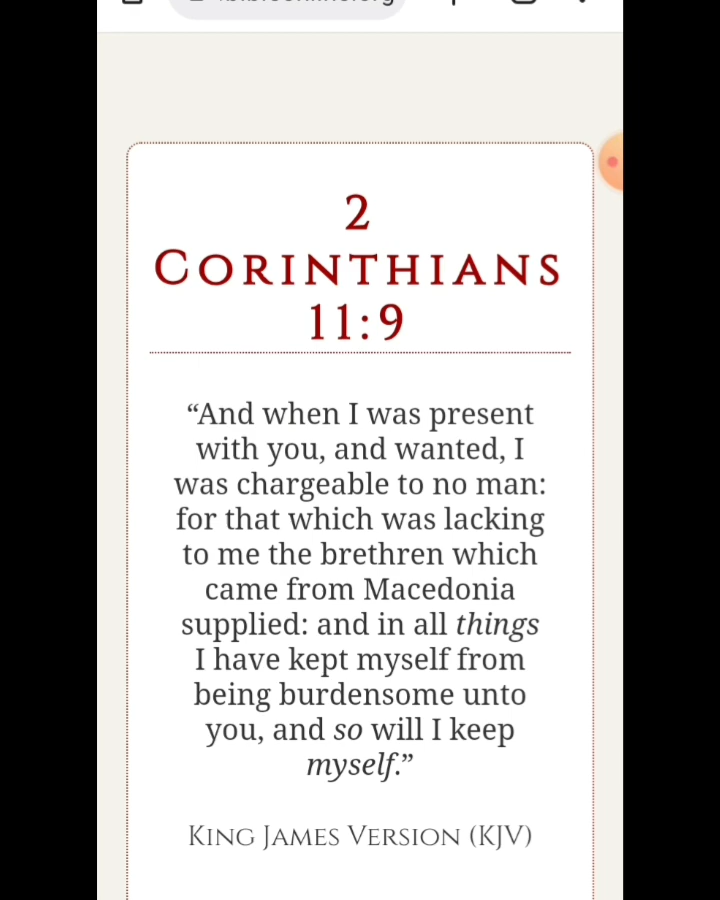 2
Corinthians
11:9
“And when I was present
with you, and wanted, I
was chargeable to no man:
for that which was lacking
to me the brethren which
came from Macedonia
supplied: and in all things
I have kept myself from
being burdensome unto
you, and so will I keep
myself.”
King James Version (KJV)